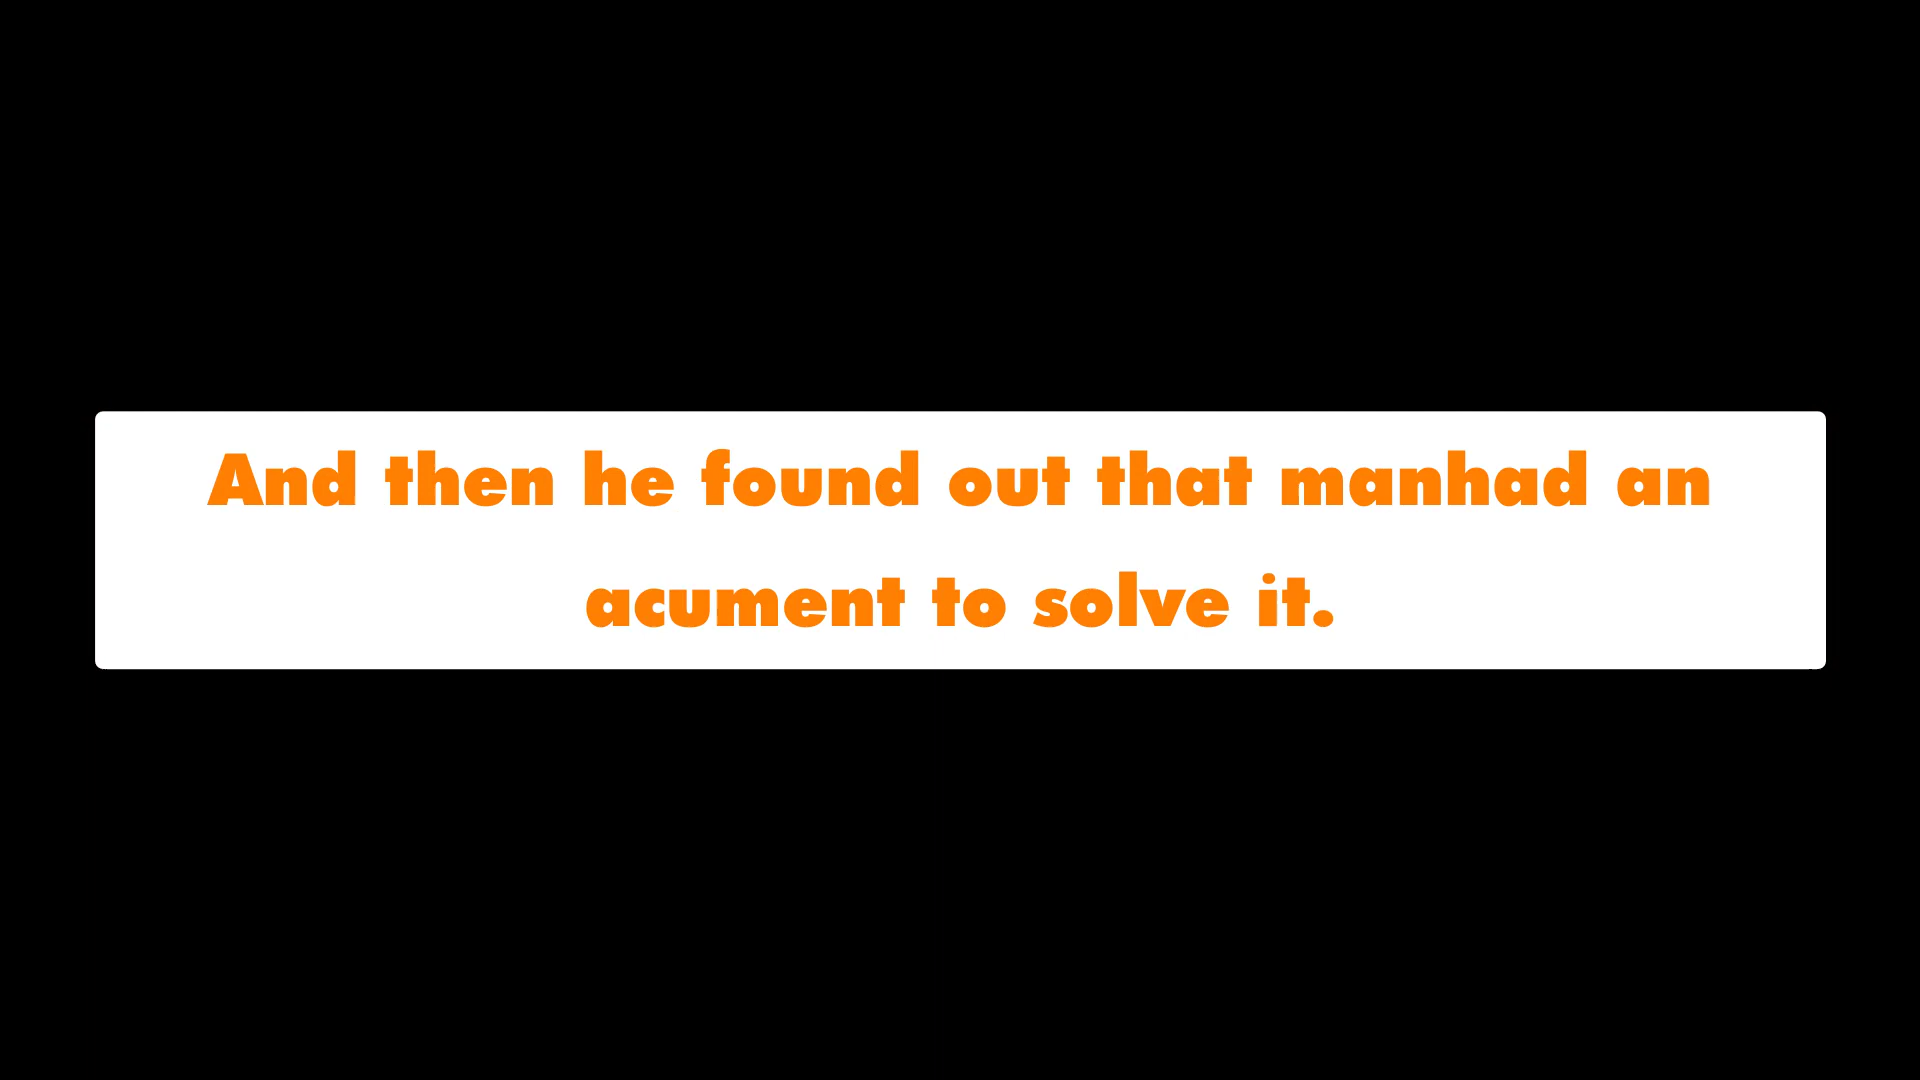 And then he found out that manhad an
acument to solve it.